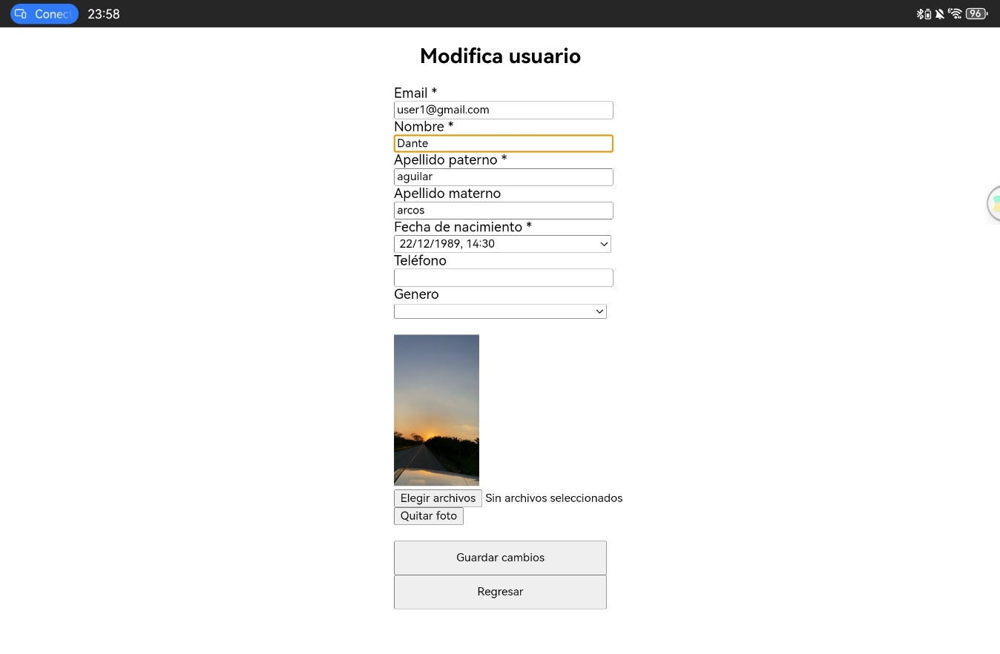 Conec
23:58
96
Modifica usuario
Email *
user1@gmail.com
Nombre *
Dante
Apellido paterno *
aguilar
Apellido materno
arcos
Fecha de nacimiento *
22/12/1989, 14:30
Teléfono
Genero
Elegir archivos Sin archivos seleccionados
Quitar foto
Guardar cambios
Regresar